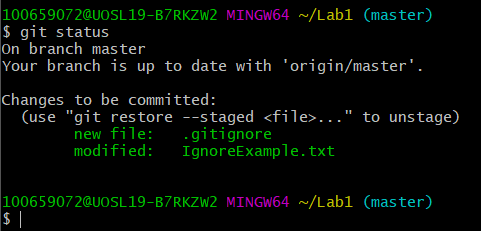 100659072@UOSL19-B7RKZW2 MINGW64 ~/Lab1 (master)
$ git status
On branch master
Your branch is up to date with 'origin/master'.
Changes to be committed:
(use "git restore --staged <file>..." to unstage)
new file: .gitignore
modified: IgnoreExample.txt
100659072@UOSL19-B7RKZW2 MINGW64 ~/Lab1 (master)
$